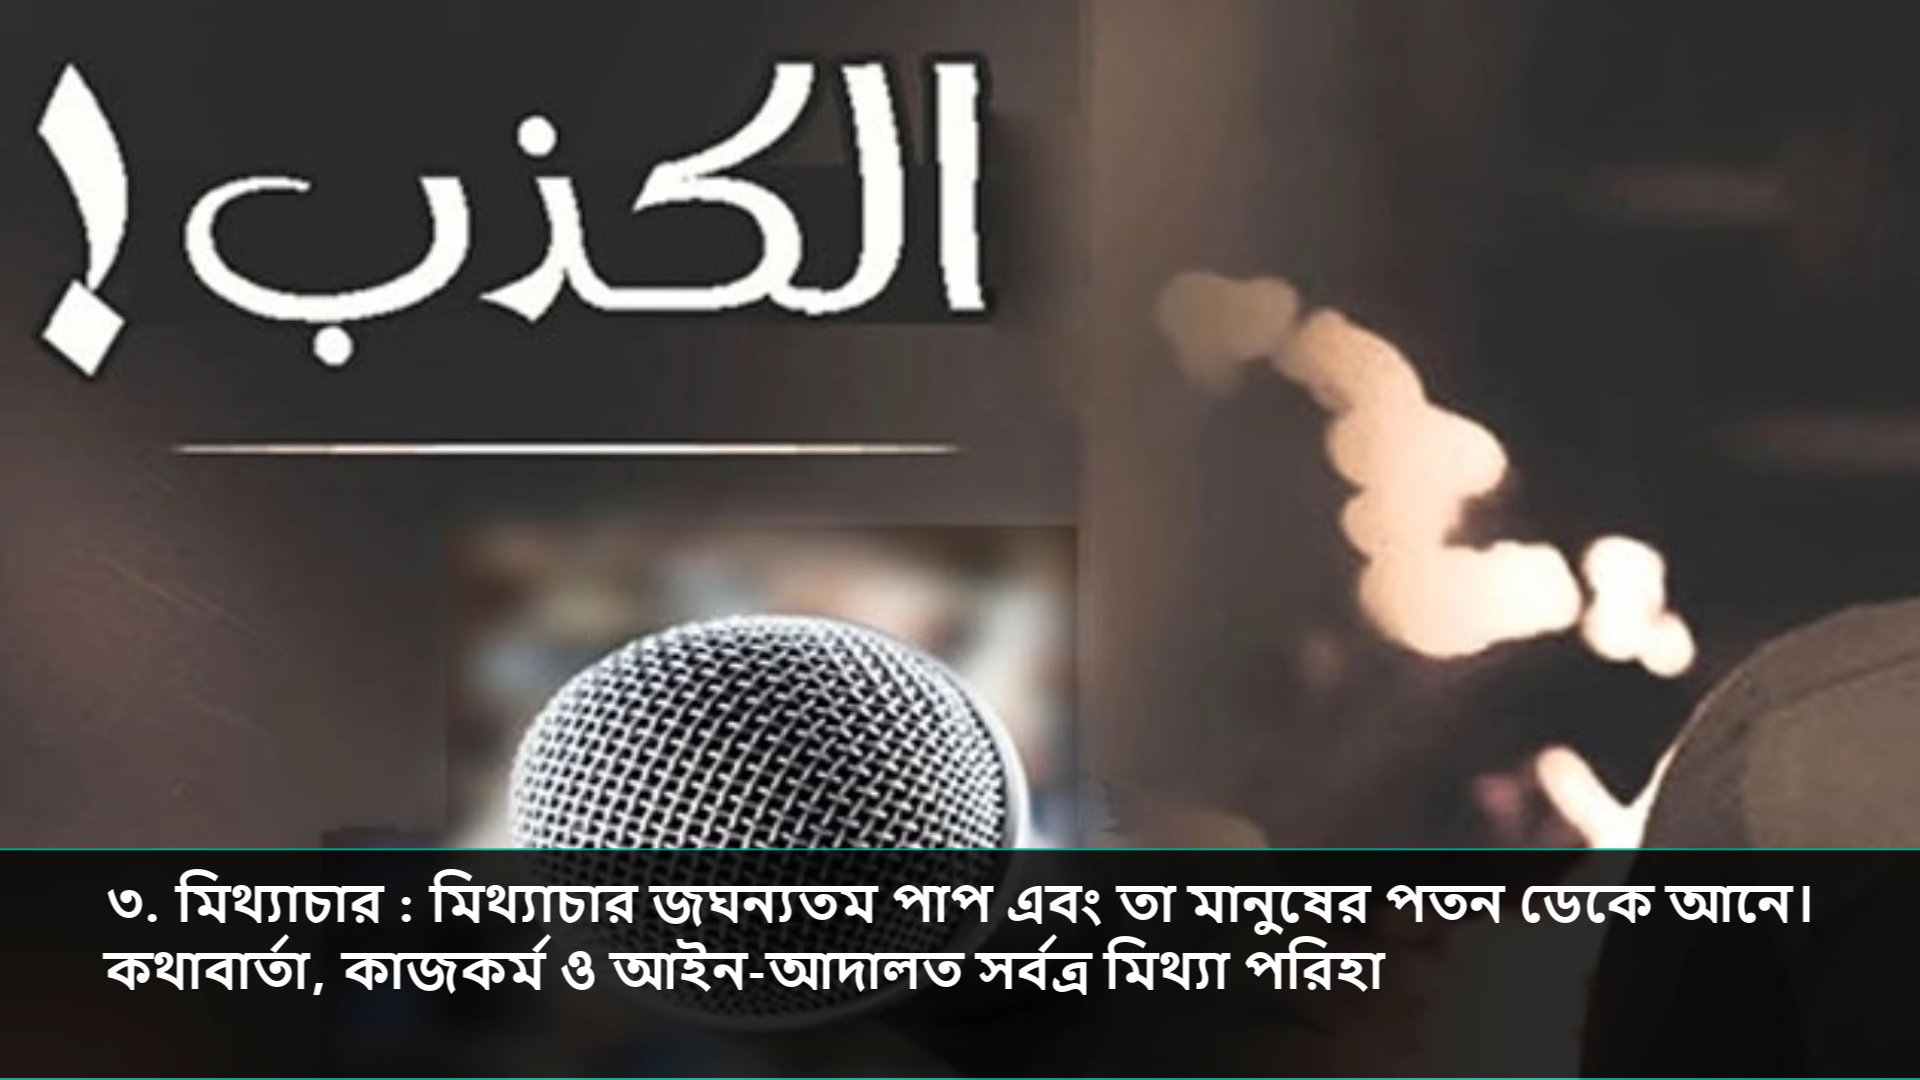 الكذب !
৩. মিথ্যাচার : মিথ্যাচার জঘন্যতম পাপ এবং তা মানুষের পতন ডেকে আনে।
কথাবার্তা, কাজকর্ম ও আইন-আদালত সর্বত্র মিথ্যা পরিহা